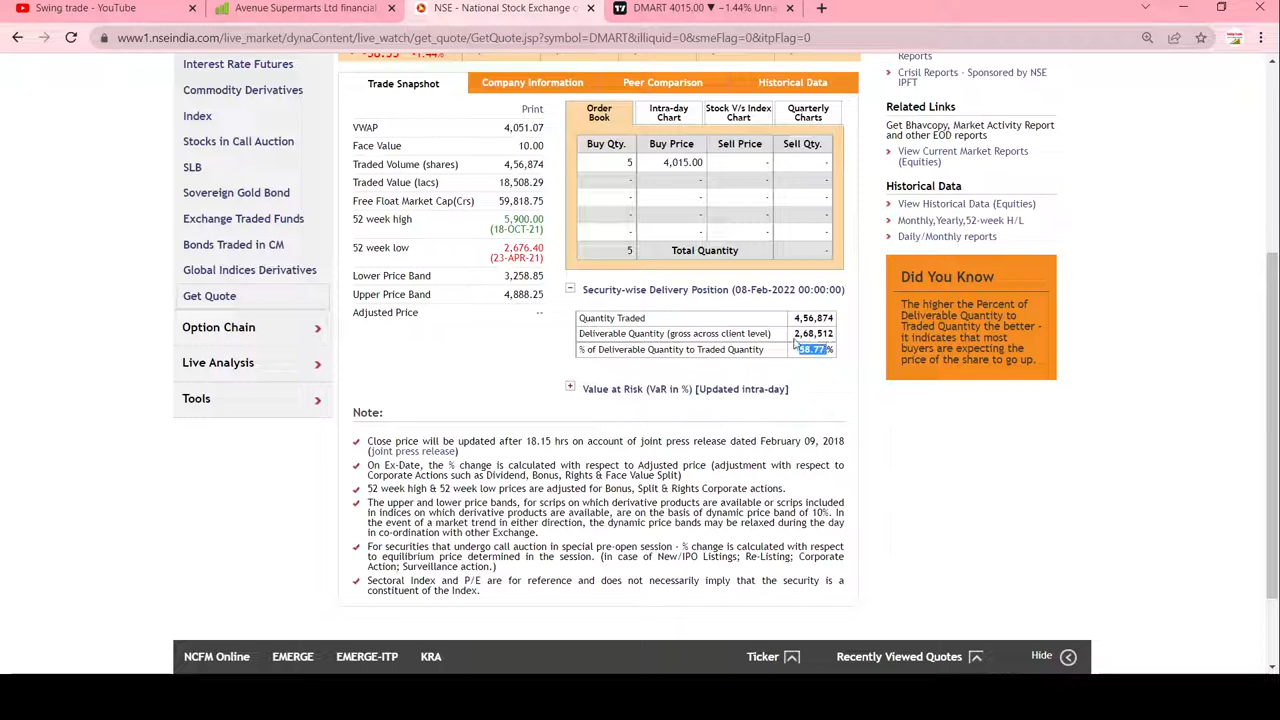 Swing trade - YouTube
Avenue Supermarts Ltd financial
NSE - National Stock Exchange o
DMART 4015.00 ▼ −1.44% Unna
www1.nseindia.com/live_market/dynaContent/live_watch/get_quote/GetQuote.jsp?symbol=DMART&illiquid=0&smeFlag=0&itpFlag=0
Interest Rate Futures
Commodity Derivatives
Index
Stocks in Call Auction
SLB
Sovereign Gold Bond
Exchange Traded Funds
Bonds Traded in CM
Global Indices Derivatives
Get Quote
Option Chain
Live Analysis
Tools
Trade Snapshot
Company Information
Peer Comparison
Historical Data
Print
VWAP 4,051.07
Face Value 10.00
Traded Volume (shares) 4,56,874
Traded Value (lacs) 18,508.29
Free Float Market Cap(Crs) 59,818.75
52 week high 5,900.00
(18-OCT-21)
52 week low 2,676.40
(23-APR-21)
Lower Price Band 3,258.85
Upper Price Band 4,888.25
Adjusted Price --
Order
Book
Intra-day
Chart
Stock V/s Index
Chart
Quarterly
Charts
Buy Qty. Buy Price Sell Price Sell Qty.
5 4,015.00 - -
- - - -
- - - -
- - - -
- - - -
5 Total Quantity -
Security-wise Delivery Position (08-Feb-2022 00:00:00)
Quantity Traded 4,56,874
Deliverable Quantity (gross across client level) 2,68,512
% of Deliverable Quantity to Traded Quantity 58.77 %
Value at Risk (VaR in %) [Updated intra-day]
Note:
Close price will be updated after 18.15 hrs on account of joint press release dated February 09, 2018
(joint press release)
On Ex-Date, the % change is calculated with respect to Adjusted price (adjustment with respect to
Corporate Actions such as Dividend, Bonus, Rights & Face Value Split)
52 week high & 52 week low prices are adjusted for Bonus, Split & Rights Corporate actions.
The upper and lower price bands, for scrips on which derivative products are available or scrips included
in indices on which derivative products are available, are on the basis of dynamic price band of 10%. In
the event of a market trend in either direction, the dynamic price bands may be relaxed during the day
in co-ordination with other Exchange.
For securities that undergo call auction in special pre-open session - % change is calculated with respect
to equilibrium price determined in the session. (in case of New/IPO Listings; Re-Listing; Corporate
Action; Surveillance action.)
Sectoral Index and P/E are for reference and does not necessarily imply that the security is a
constituent of the Index.
Reports
Crisil Reports - Sponsored by NSE
IPFT
Related Links
Get Bhavcopy, Market Activity Report
and other EOD reports
View Current Market Reports
(Equities)
Historical Data
View Historical Data (Equities)
Monthly,Yearly,52-week H/L
Daily/Monthly reports
Did You Know
The higher the Percent of
Deliverable Quantity to
Traded Quantity the better -
it indicates that most
buyers are expecting the
price of the share to go up.
NCFM Online
EMERGE
EMERGE-ITP
KRA
Ticker
Recently Viewed Quotes
Hide